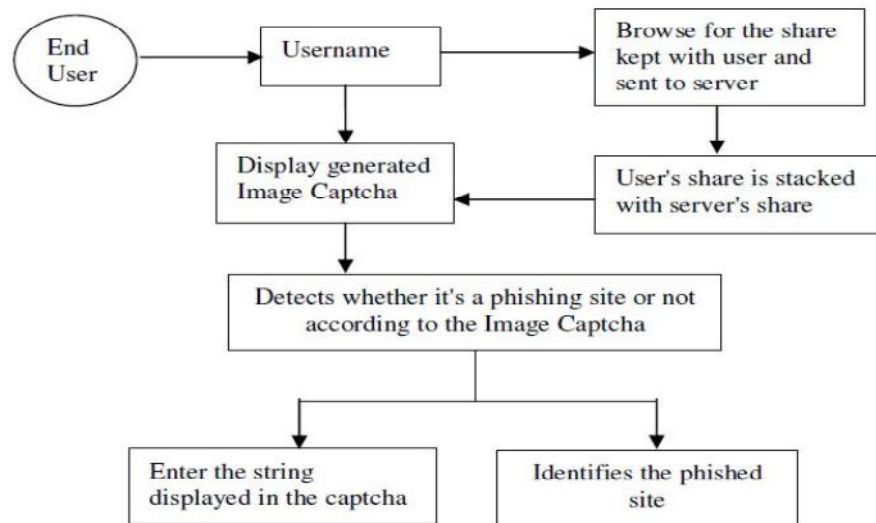 End
User
Username
Browse for the share
kept with user and
sent to server
Display generated
Image Captcha
User's share is stacked
with server's share
Detects whether it's a phishing site or not
according to the Image Captcha
Enter the string
displayed in the captcha
Identifies the phished
site